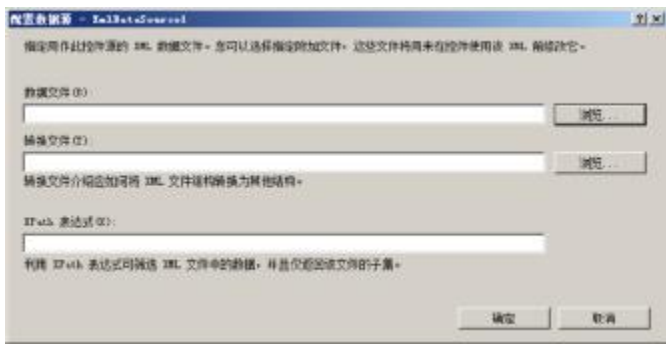 配置数据源 - XmlDataSource1
指定用作此控件源的 XML 数据文件。您可以选择指定附加文件，这些文件将用来在控件使用该 XML 前修改它。
数据文件(D):
浏览...
转换文件(T):
浏览...
转换文件介绍应如何将 XML 文件结构转换为其他结构。
XPath 表达式(X):
利用 XPath 表达式可筛选 XML 文件中的数据，并且仅返回该文件的子集。
确定 取消